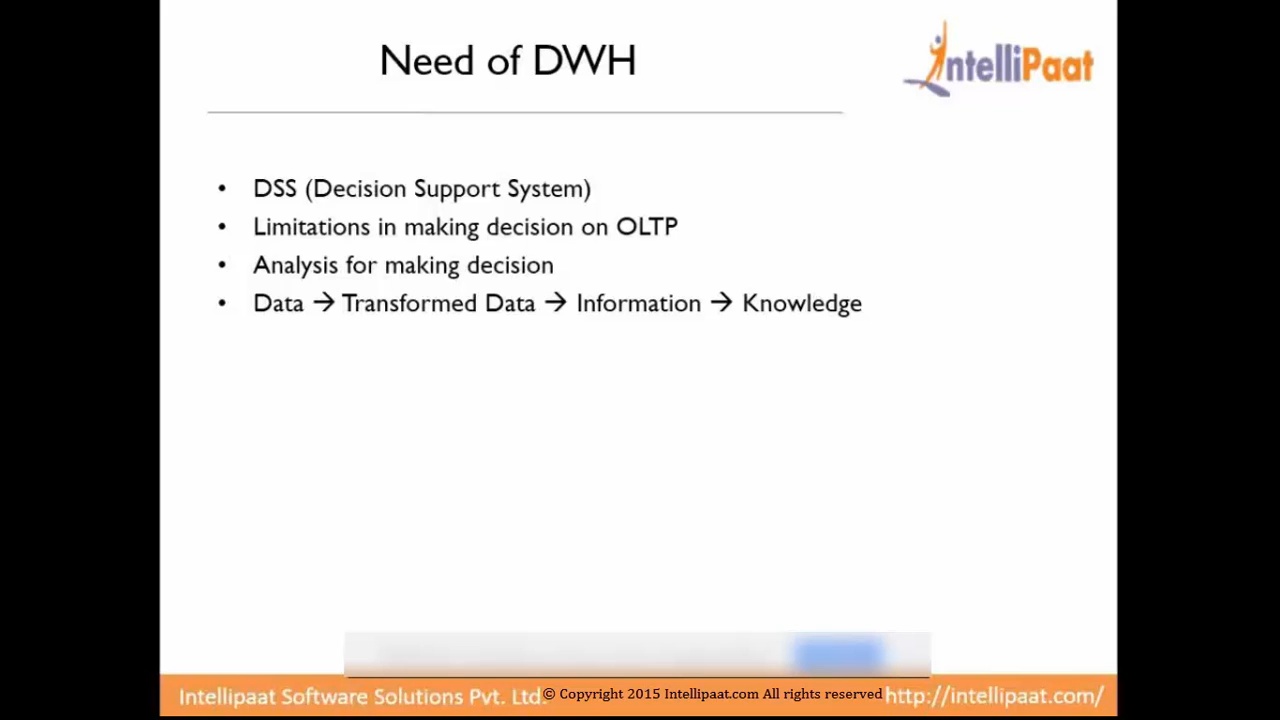 Need of DWH
IntelliPaat
• DSS (Decision Support System)
• Limitations in making decision on OLTP
• Analysis for making decision
• Data → Transformed Data → Information → Knowledge
Intellipaat Software Solutions Pvt. Ltd. © Copyright 2015 Intellipaat.com All rights reserved http://intellipaat.com/